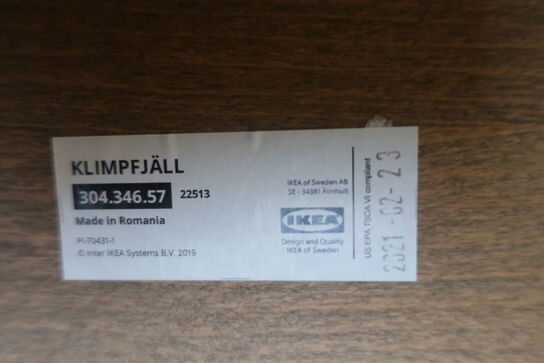 KLIMPFJÄLL
304.346.57 22513
Made in Romania
PI-70431-1
© Inter IKEA Systems B.V. 2019
IKEA of Sweden AB
SE - 34381 Älmhult
IKEA
Design and Quality
IKEA of Sweden
US EPA TSCA VI compliant
2021-02-23